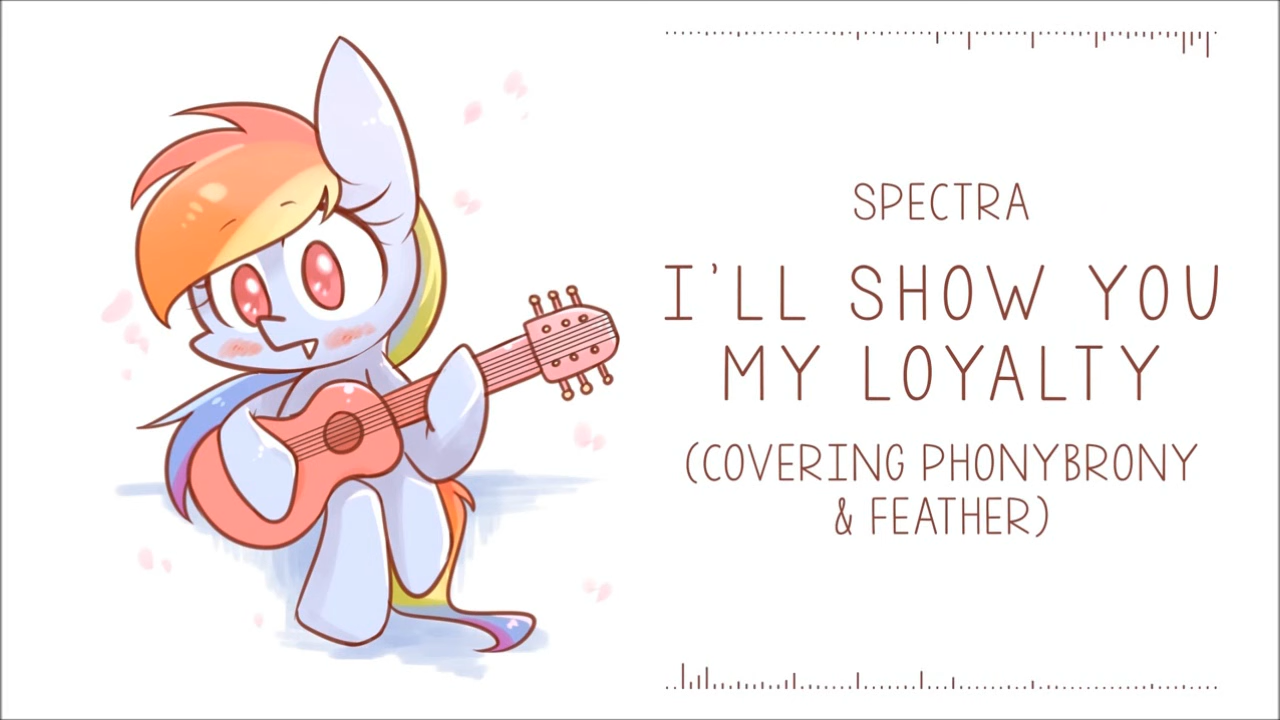 SPECTRA
I'LL SHOW YOU
MY LOYALTY
(COVERING PHONYBRONY
& FEATHER)